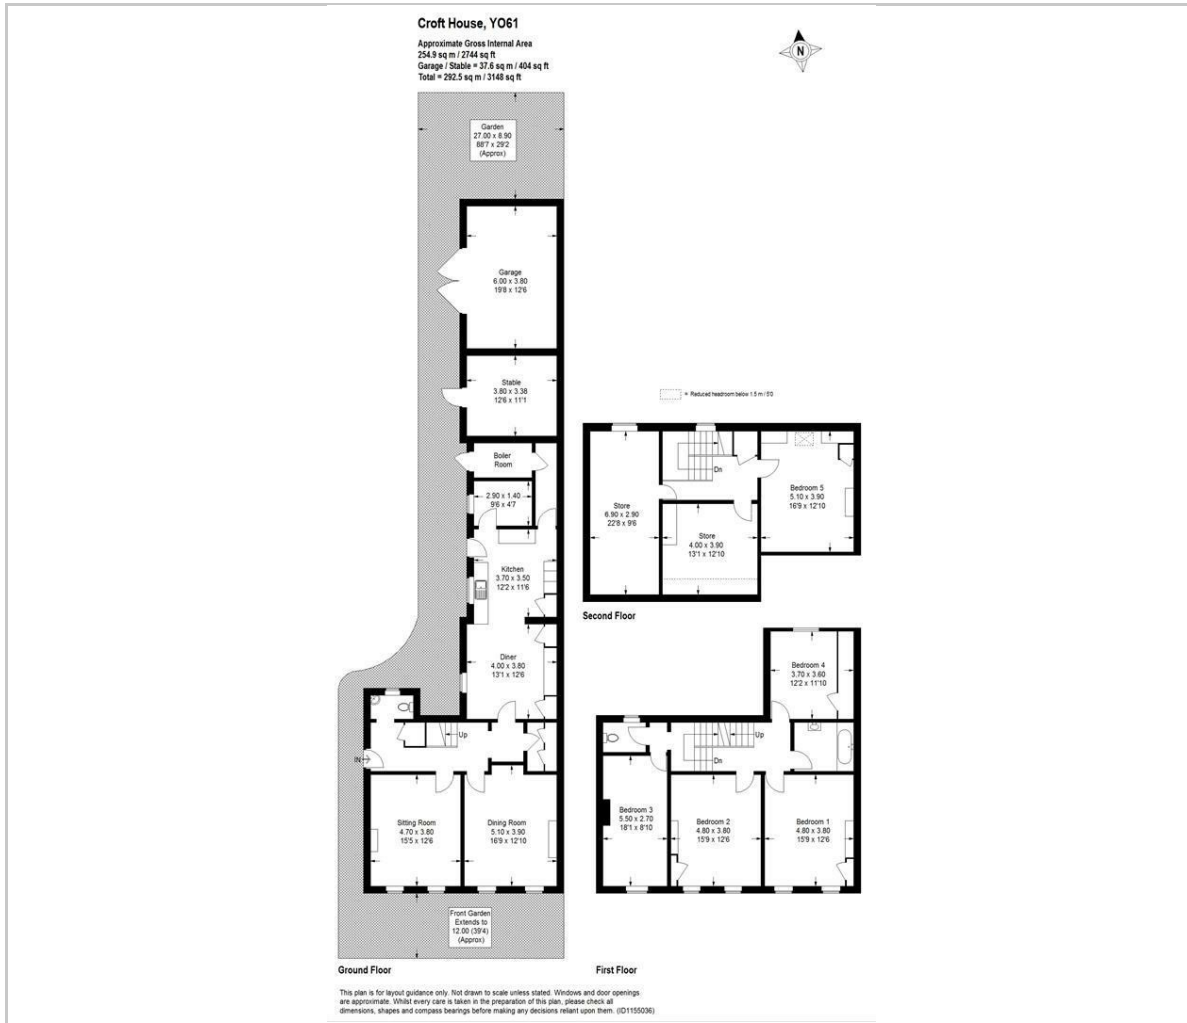 Croft House, YO61
Approximate Gross Internal Area
254.9 sq m / 2744 sq ft
Garage / Stable = 37.6 sq m / 404 sq ft
Total = 292.5 sq m / 3148 sq ft
N
Garden
27.00 x 8.90
88'7 x 29'2
(Approx)
Garage
6.00 x 3.80
19'8 x 12'6
Stable
3.80 x 3.38
12'6 x 11'1
Boiler
Room
2.90 x 1.40
9'6 x 4'7
Kitchen
3.70 x 3.50
12'2 x 11'6
Diner
4.00 x 3.80
13'1 x 12'6
Up
IN
Sitting Room
4.70 x 3.80
15'5 x 12'6
Dining Room
5.10 x 3.90
16'9 x 12'10
Front Garden
Extends to
12.00 (39'4)
(Approx)
Ground Floor
= Reduced headroom below 1.5 m / 5'0
Dn
Store
6.90 x 2.90
22'8 x 9'6
Store
4.00 x 3.90
13'1 x 12'10
Bedroom 5
5.10 x 3.90
16'9 x 12'10
Second Floor
Bedroom 4
3.70 x 3.60
12'2 x 11'10
Up
Dn
Bedroom 3
5.50 x 2.70
18'1 x 8'10
Bedroom 2
4.80 x 3.80
15'9 x 12'6
Bedroom 1
4.80 x 3.80
15'9 x 12'6
First Floor
This plan is for layout guidance only. Not drawn to scale unless stated. Windows and door openings
are approximate. Whilst every care is taken in the preparation of this plan, please check all
dimensions, shapes and compass bearings before making any decisions reliant upon them. (ID1155036)